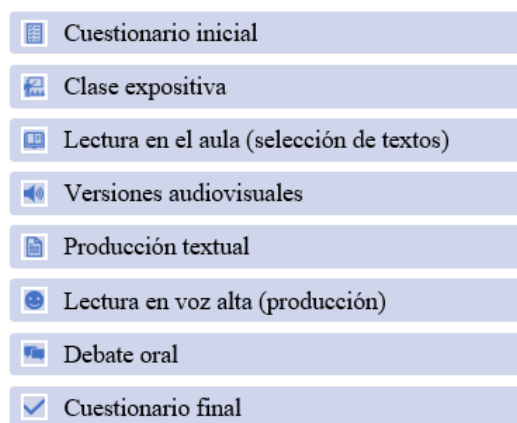 Cuestionario inicial
Clase expositiva
Lectura en el aula (selección de textos)
Versiones audiovisuales
Producción textual
Lectura en voz alta (producción)
Debate oral
Cuestionario final